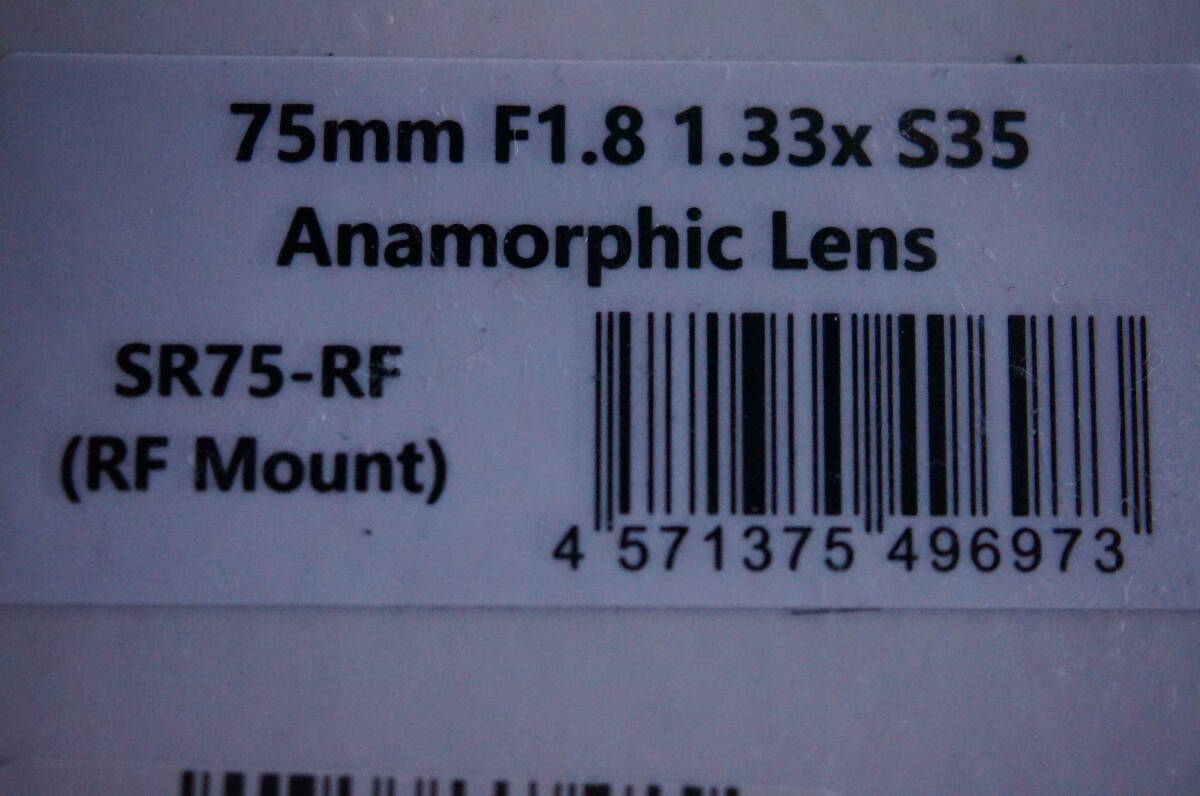 75mm F1.8 1.33x S35
Anamorphic Lens
SR75-RF
(RF Mount)
4 571375 496973